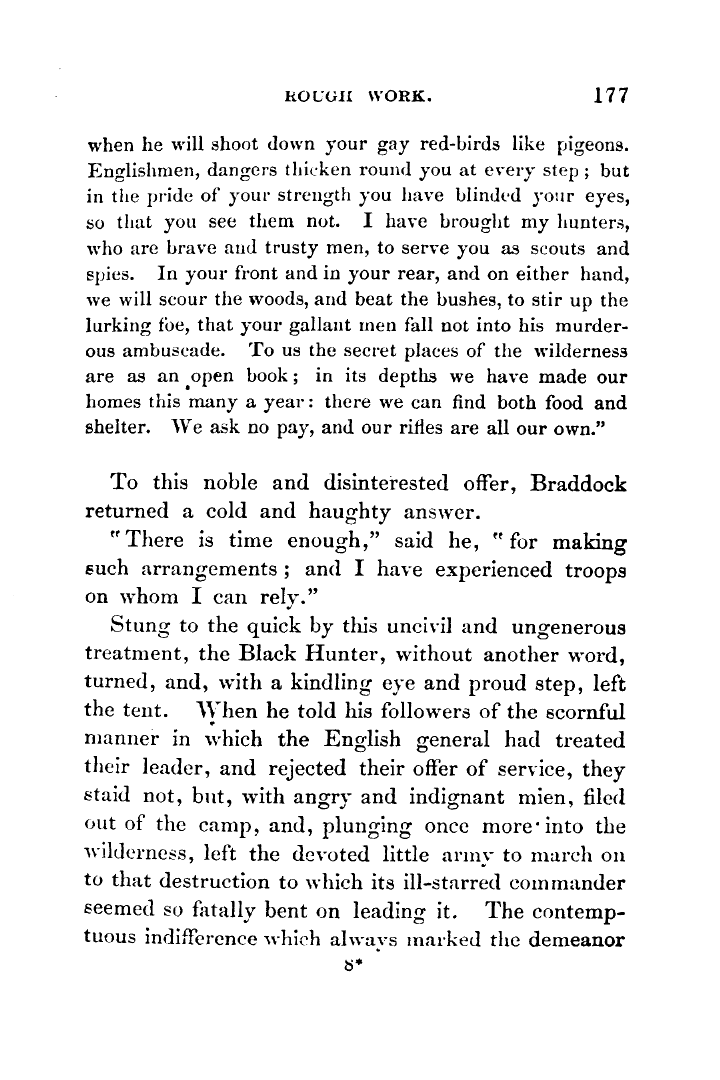 ROUGH WORK. 177
when he will shoot down your gay red-birds like pigeons.
Englishmen, dangers thicken round you at every step; but
in the pride of your strength you have blinded your eyes,
so that you see them not. I have brought my hunters,
who are brave and trusty men, to serve you as scouts and
spies. In your front and in your rear, and on either hand,
we will scour the woods, and beat the bushes, to stir up the
lurking foe, that your gallant men fall not into his murder-
ous ambuscade. To us the secret places of the wilderness
are as an open book; in its depths we have made our
homes this many a year: there we can find both food and
shelter. We ask no pay, and our rifles are all our own.”
To this noble and disinterested offer, Braddock
returned a cold and haughty answer.
“There is time enough,” said he, “for making
such arrangements; and I have experienced troops
on whom I can rely.”
Stung to the quick by this uncivil and ungenerous
treatment, the Black Hunter, without another word,
turned, and, with a kindling eye and proud step, left
the tent. When he told his followers of the scornful
manner in which the English general had treated
their leader, and rejected their offer of service, they
staid not, but, with angry and indignant mien, filed
out of the camp, and, plunging once more into the
wilderness, left the devoted little army to march on
to that destruction to which its ill-starred commander
seemed so fatally bent on leading it. The contemp-
tuous indifference which always marked the demeanor
8*